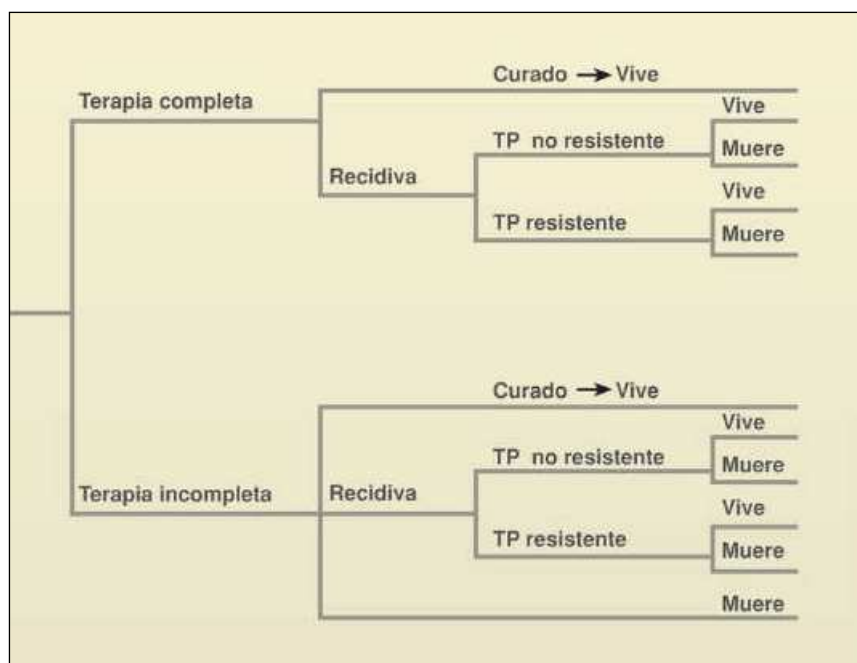 Curado → Vive
Terapia completa
Vive
TP no resistente
Muere
Recidiva
Vive
TP resistente
Muere
Curado → Vive
Vive
TP no resistente
Muere
Terapia incompleta
Recidiva
Vive
TP resistente
Muere
Muere